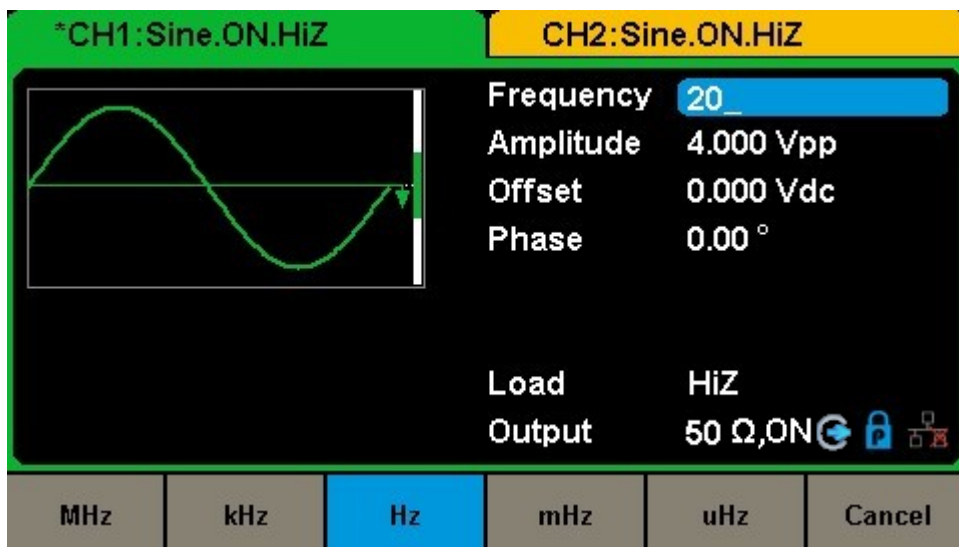 *CH1:Sine.ON.HiZ CH2:Sine.ON.HiZ
Frequency 20_
Amplitude 4.000 Vpp
Offset 0.000 Vdc
Phase 0.00 °
Load HiZ
Output 50 Ω,ON P
MHz kHz Hz mHz uHz Cancel